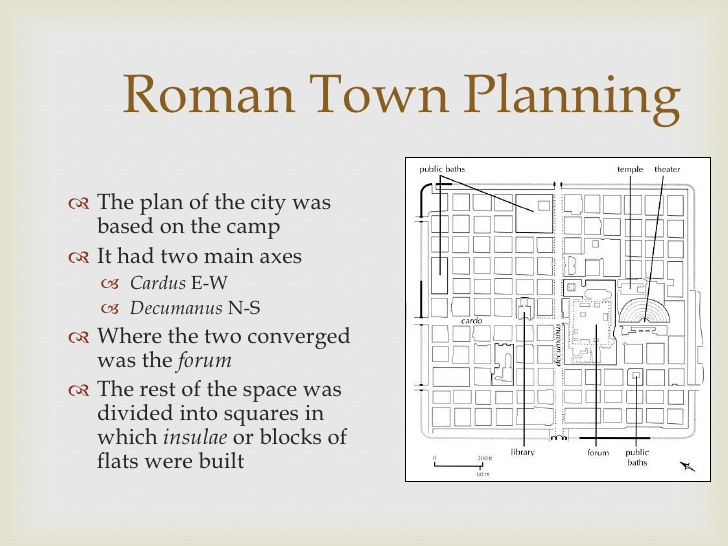 Roman Town Planning
The plan of the city was
based on the camp
It had two main axes
Cardus E-W
Decumanus N-S
Where the two converged
was the forum
The rest of the space was
divided into squares in
which insulae or blocks of
flats were built
public baths
temple
theater
cardo
decumanus
library
forum
public
baths
0
200 ft
60 m